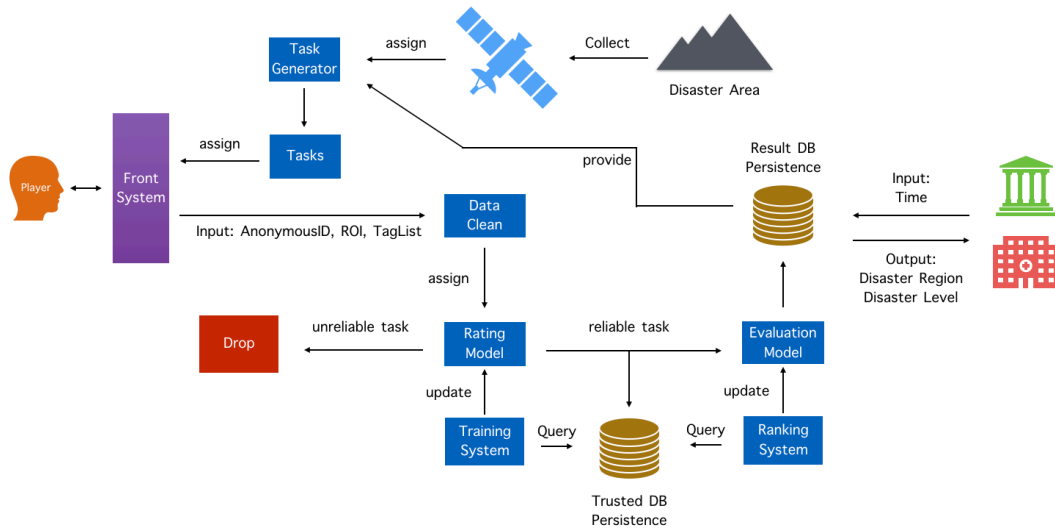 assign
Collect
Task
Generator
Disaster Area
assign
Tasks
provide
Result DB
Persistence
Player
Front
System
Input:
Time
Data
Clean
Input: AnonymousID, ROI, TagList
Output:
Disaster Region
Disaster Level
assign
Drop
unreliable task
Rating
Model
reliable task
Evaluation
Model
update
update
Training
System
Query
Query
Ranking
System
Trusted DB
Persistence